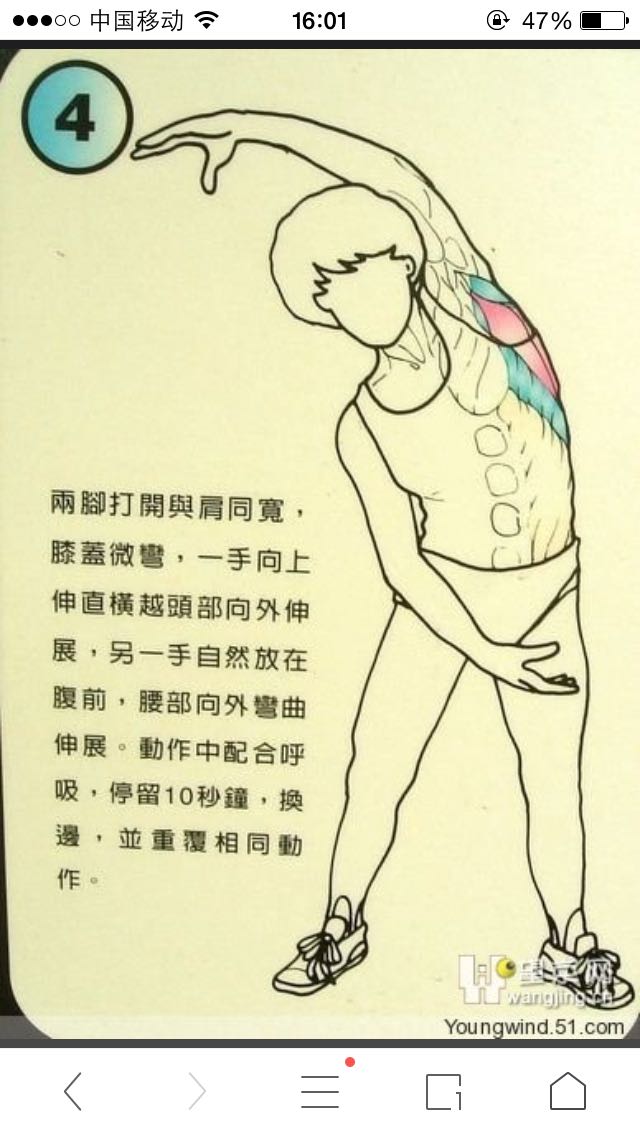 中国移动
16:01
47%
4
兩腳打開與肩同寬，
膝蓋微彎，一手向上
伸直橫越頭部向外伸
展，另一手自然放在
腹前，腰部向外彎曲
伸展。動作中配合呼
吸，停留10秒鐘，換
邊，並重覆相同動
作。
望京网
wangjing.cn
Youngwind.51.com